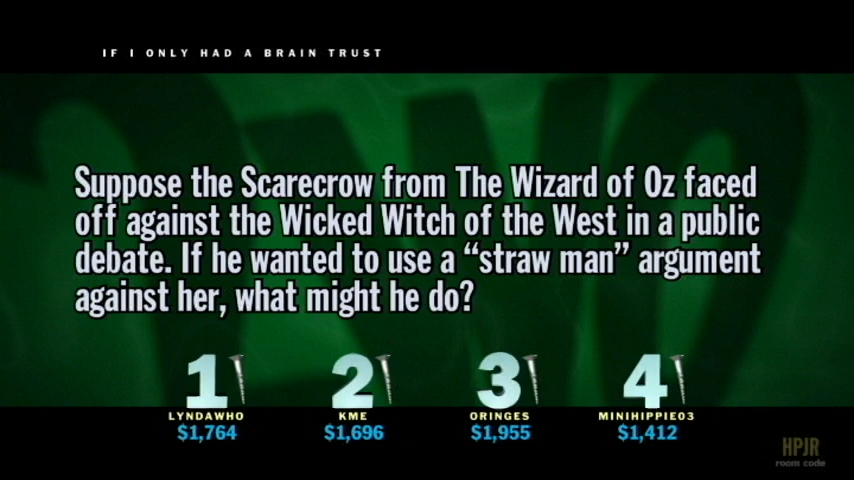 IF I ONLY HAD A BRAIN TRUST
Suppose the Scarecrow from The Wizard of Oz faced
off against the Wicked Witch of the West in a public
debate. If he wanted to use a “straw man” argument
against her, what might he do?
1 2 3 4
LYNDAWHO KME ORINGES MINIHIPPIE03
$1,764 $1,696 $1,955 $1,412
HPJR
room code